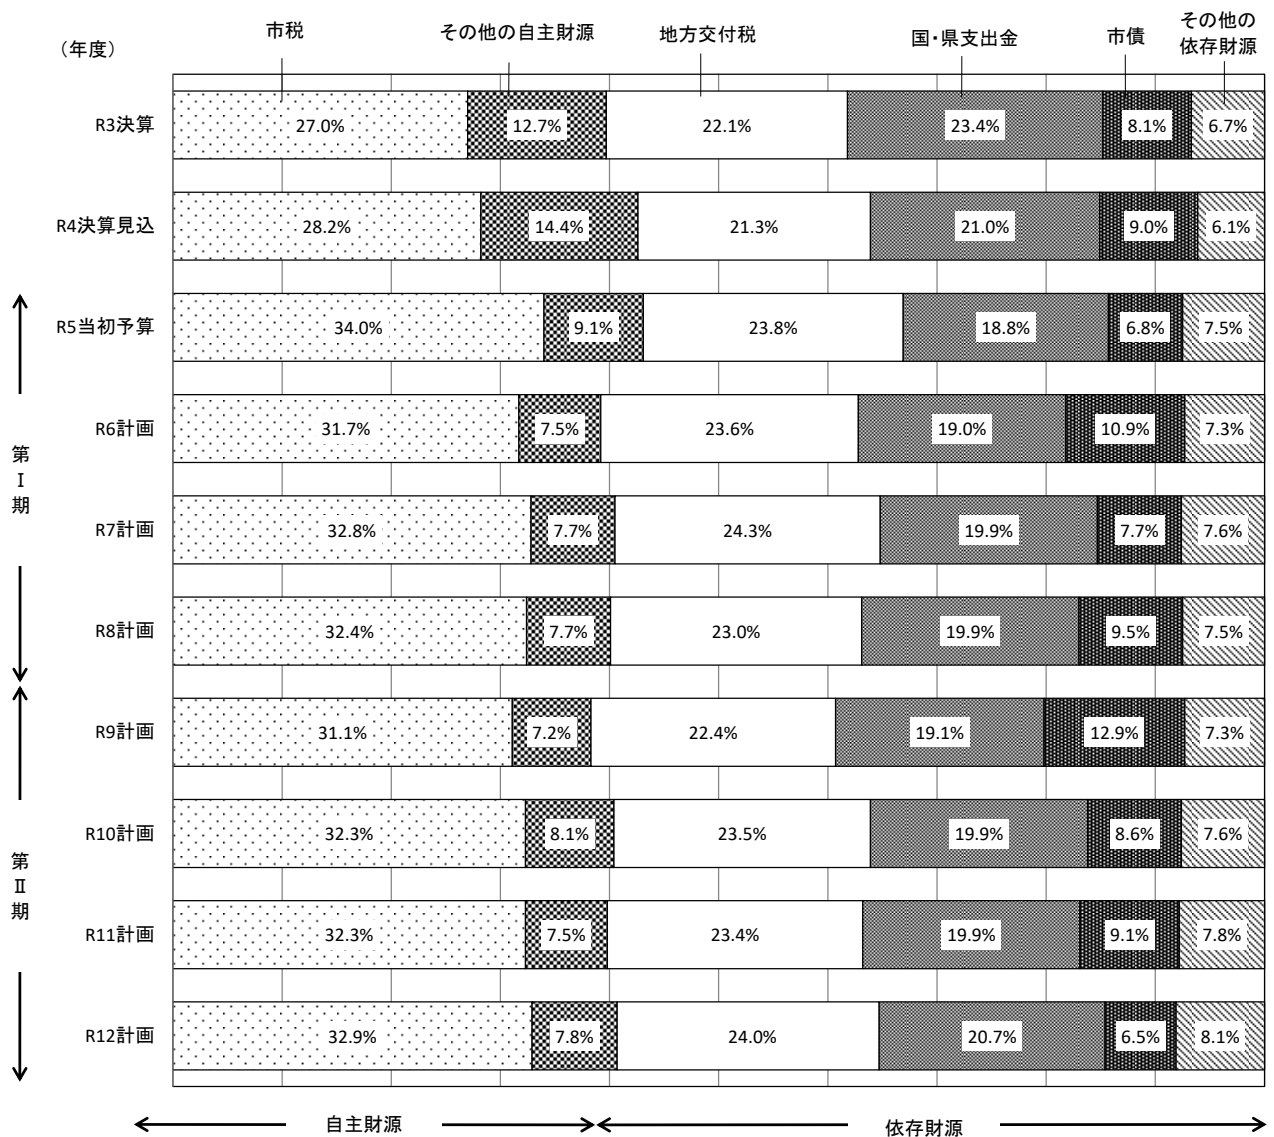 （年度）
市税
その他の自主財源
地方交付税
国・県支出金
市債
その他の
依存財源
R3決算 27.0% 12.7% 22.1% 23.4% 8.1% 6.7%
R4決算見込 28.2% 14.4% 21.3% 21.0% 9.0% 6.1%
R5当初予算 34.0% 9.1% 23.8% 18.8% 6.8% 7.5%
R6計画 31.7% 7.5% 23.6% 19.0% 10.9% 7.3%
R7計画 32.8% 7.7% 24.3% 19.9% 7.7% 7.6%
R8計画 32.4% 7.7% 23.0% 19.9% 9.5% 7.5%
第Ⅰ期
R9計画 31.1% 7.2% 22.4% 19.1% 12.9% 7.3%
R10計画 32.3% 8.1% 23.5% 19.9% 8.6% 7.6%
R11計画 32.3% 7.5% 23.4% 19.9% 9.1% 7.8%
R12計画 32.9% 7.8% 24.0% 20.7% 6.5% 8.1%
第Ⅱ期
自主財源
依存財源